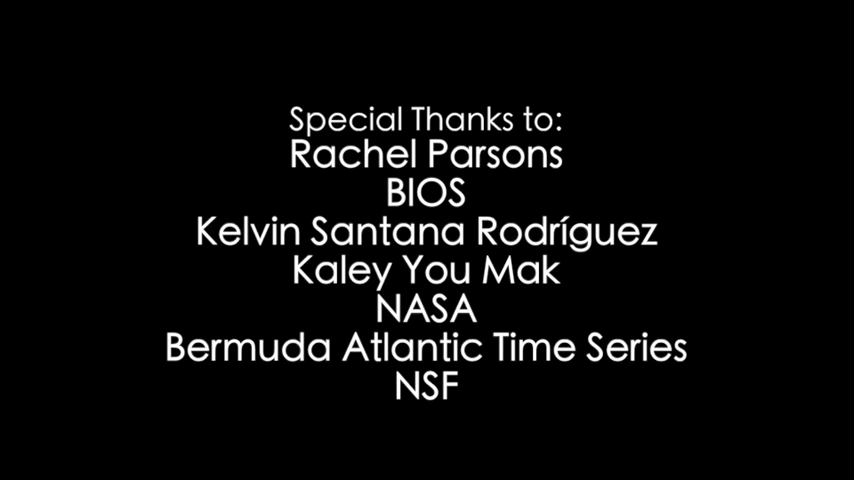 Special Thanks to:
Rachel Parsons
BIOS
Kelvin Santana Rodríguez
Kaley You Mak
NASA
Bermuda Atlantic Time Series
NSF